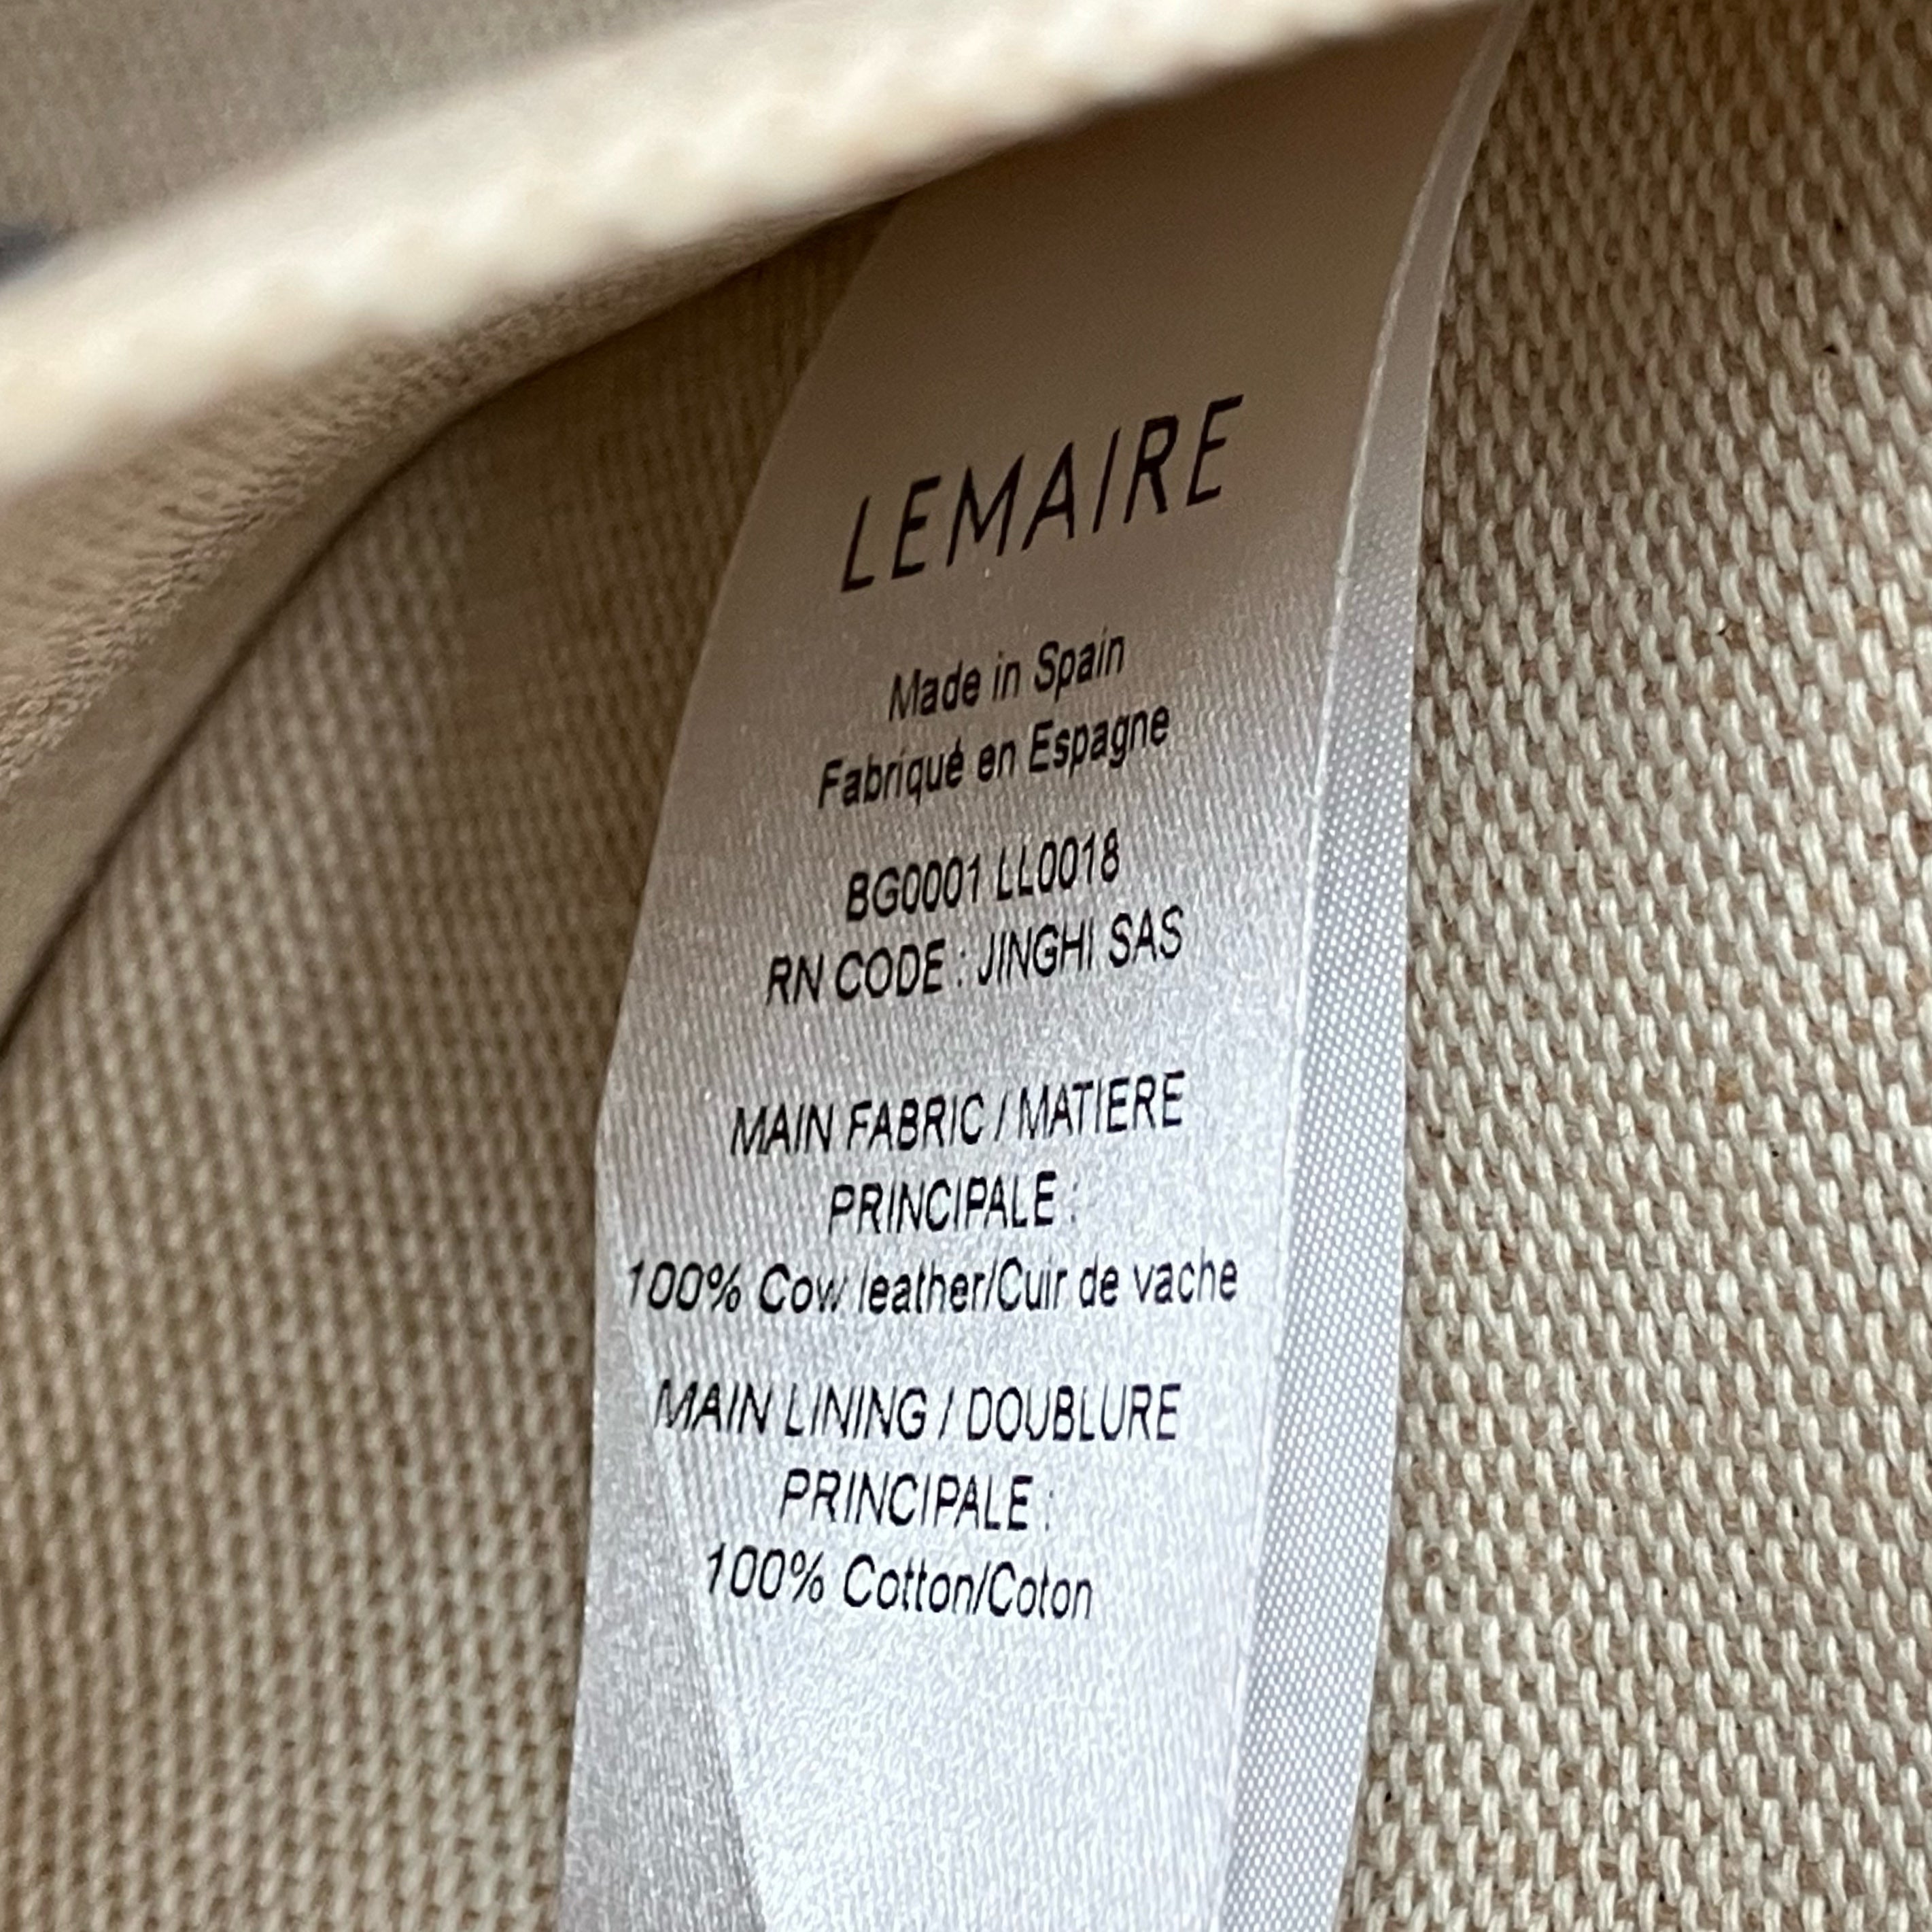 LEMAIRE
Made in Spain
Fabriqué en Espagne
BG0001 LL0018
RN CODE : JINGHI SAS
MAIN FABRIC / MATIERE
PRINCIPALE :
100% Cow leather/Cuir de vache
MAIN LINING / DOUBLURE
PRINCIPALE :
100% Cotton/Coton